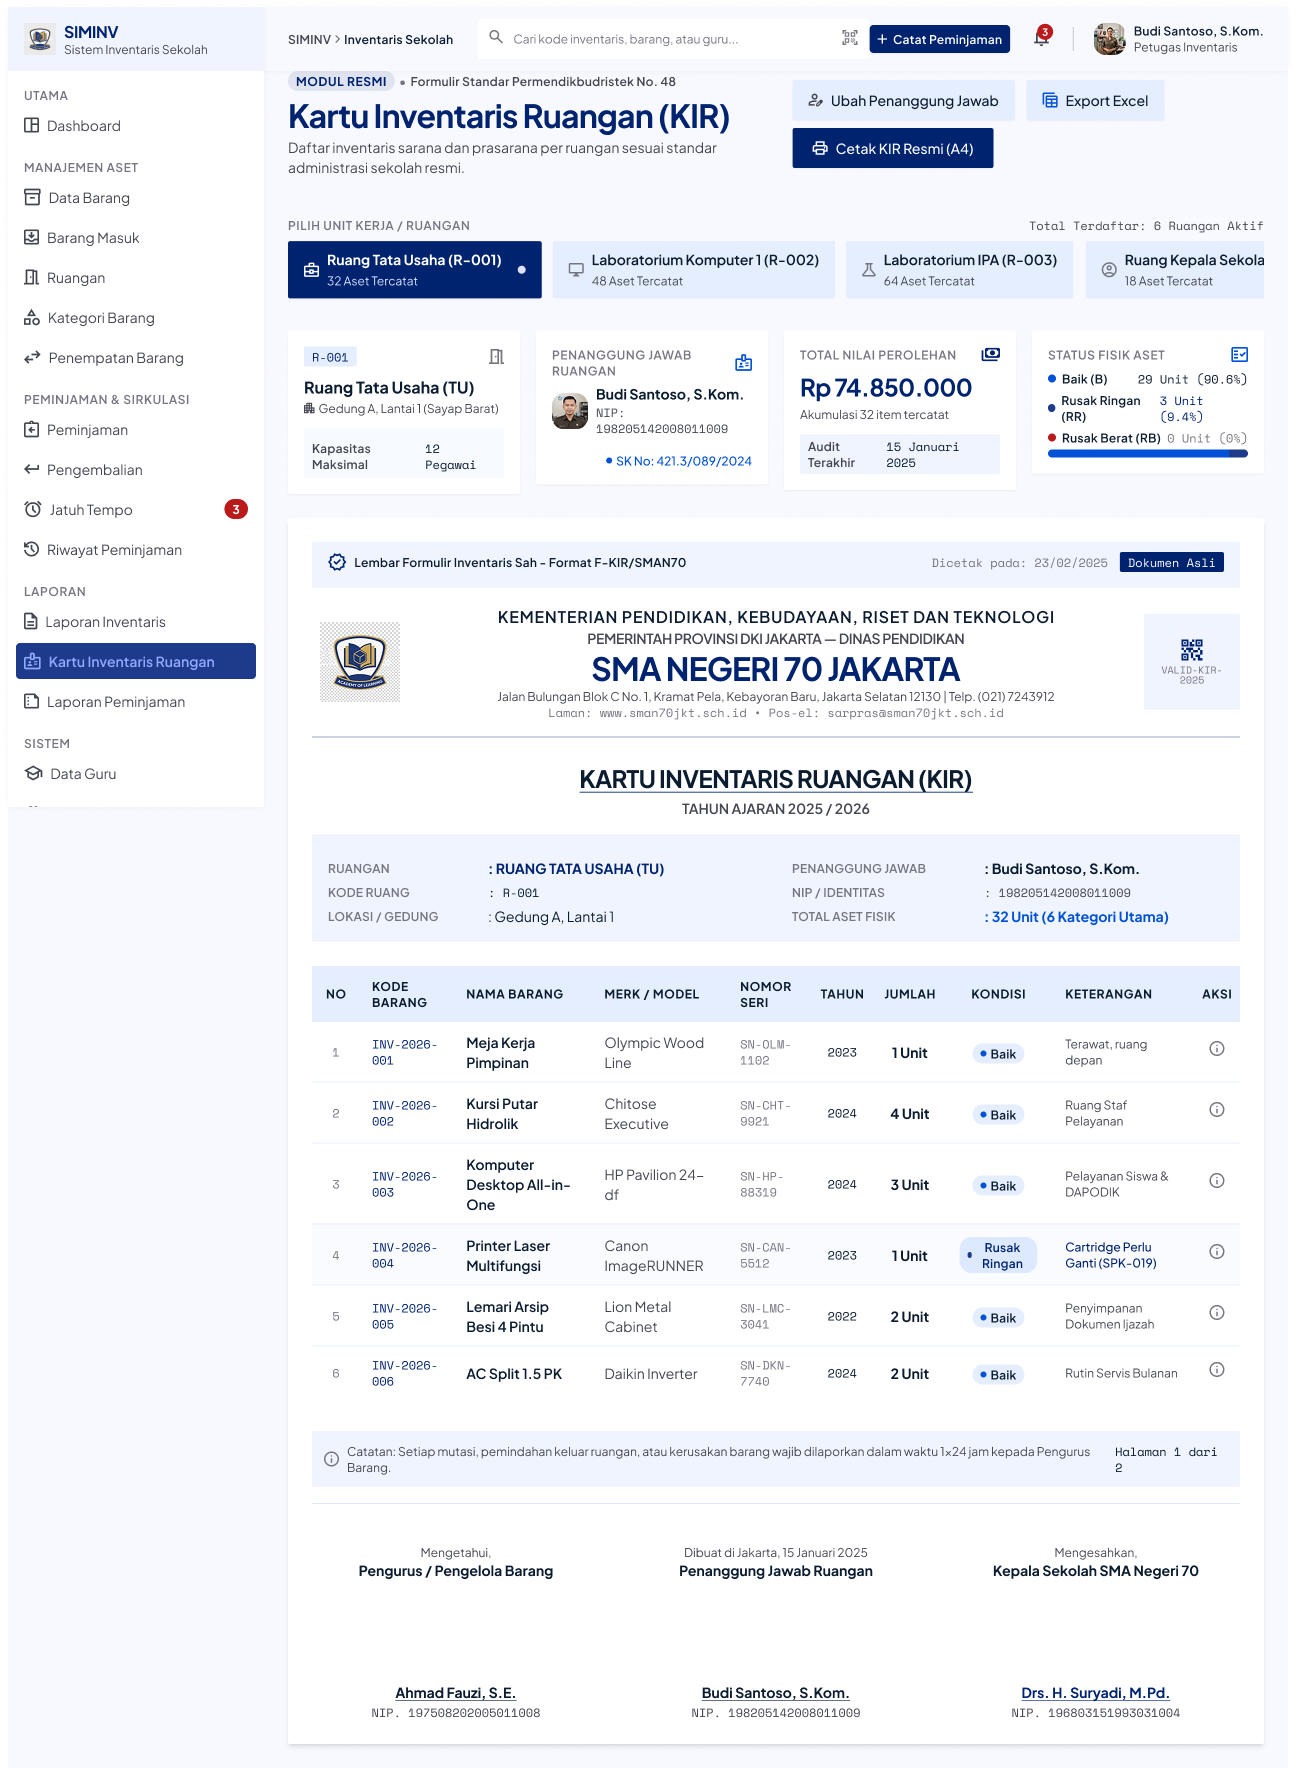 SIMINV
Sistem Inventaris Sekolah
SIMINV > Inventaris Sekolah
Cari kode inventaris, barang, atau guru...
+ Catat Peminjaman
3
Budi Santoso, S.Kom.
Petugas Inventaris
UTAMA
Dashboard
MANAJEMEN ASET
Data Barang
Barang Masuk
Ruangan
Kategori Barang
Penempatan Barang
PEMINJAMAN & SIRKULASI
Peminjaman
Pengembalian
Jatuh Tempo
3
Riwayat Peminjaman
LAPORAN
Laporan Inventaris
Kartu Inventaris Ruangan
Laporan Peminjaman
SISTEM
Data Guru
MODUL RESMI • Formulir Standar Permendikbudristek No. 48
Kartu Inventaris Ruangan (KIR)
Daftar inventaris sarana dan prasarana per ruangan sesuai standar
administrasi sekolah resmi.
Ubah Penanggung Jawab
Export Excel
Cetak KIR Resmi (A4)
PILIH UNIT KERJA / RUANGAN
Total Terdaftar: 6 Ruangan Aktif
Ruang Tata Usaha (R-001)
32 Aset Tercatat
Laboratorium Komputer 1 (R-002)
48 Aset Tercatat
Laboratorium IPA (R-003)
64 Aset Tercatat
Ruang Kepala Sekola
18 Aset Tercatat
R-001
Ruang Tata Usaha (TU)
Gedung A, Lantai 1 (Sayap Barat)
Kapasitas
Maksimal
12
Pegawai
PENANGGUNG JAWAB
RUANGAN
Budi Santoso, S.Kom.
NIP:
198205142008011009
SK No: 421.3/089/2024
TOTAL NILAI PEROLEHAN
Rp 74.850.000
Akumulasi 32 item tercatat
Audit
Terakhir
15 Januari
2025
STATUS FISIK ASET
Baik (B) 29 Unit (90.6%)
Rusak Ringan
(RR)
3 Unit
(9.4%)
Rusak Berat (RB) 0 Unit (0%)
Lembar Formulir Inventaris Sah - Format F-KIR/SMAN70
Dicetak pada: 23/02/2025
Dokumen Asli
ACADEMY OF LEARNING
KEMENTERIAN PENDIDIKAN, KEBUDAYAAN, RISET DAN TEKNOLOGI
PEMERINTAH PROVINSI DKI JAKARTA — DINAS PENDIDIKAN
SMA NEGERI 70 JAKARTA
Jalan Bulungan Blok C No. 1, Kramat Pela, Kebayoran Baru, Jakarta Selatan 12130 | Telp. (021) 7243912
Laman: www.sman70jkt.sch.id • Pos-el: sarpras@sman70jkt.sch.id
VALID-KIR-
2025
KARTU INVENTARIS RUANGAN (KIR)
TAHUN AJARAN 2025 / 2026
RUANGAN : RUANG TATA USAHA (TU)
KODE RUANG : R-001
LOKASI / GEDUNG : Gedung A, Lantai 1
PENANGGUNG JAWAB : Budi Santoso, S.Kom.
NIP / IDENTITAS : 198205142008011009
TOTAL ASET FISIK : 32 Unit (6 Kategori Utama)
NO
KODE
BARANG
NAMA BARANG
MERK / MODEL
NOMOR
SERI
TAHUN
JUMLAH
KONDISI
KETERANGAN
AKSI
1
INV-2026-
001
Meja Kerja
Pimpinan
Olympic Wood
Line
SN-OLM-
1102
2023
1 Unit
Baik
Terawat, ruang
depan
2
INV-2026-
002
Kursi Putar
Hidrolik
Chitose
Executive
SN-CHT-
9921
2024
4 Unit
Baik
Ruang Staf
Pelayanan
3
INV-2026-
003
Komputer
Desktop All-in-
One
HP Pavilion 24-
df
SN-HP-
88319
2024
3 Unit
Baik
Pelayanan Siswa &
DAPODIK
4
INV-2026-
004
Printer Laser
Multifungsi
Canon
ImageRUNNER
SN-CAN-
5512
2023
1 Unit
Rusak
Ringan
Cartridge Perlu
Ganti (SPK-019)
5
INV-2026-
005
Lemari Arsip
Besi 4 Pintu
Lion Metal
Cabinet
SN-LMC-
3041
2022
2 Unit
Baik
Penyimpanan
Dokumen Ijazah
6
INV-2026-
006
AC Split 1.5 PK
Daikin Inverter
SN-DKN-
7740
2024
2 Unit
Baik
Rutin Servis Bulanan
Catatan: Setiap mutasi, pemindahan keluar ruangan, atau kerusakan barang wajib dilaporkan dalam waktu 1×24 jam kepada Pengurus
Barang.
Halaman 1 dari
2
Mengetahui,
Pengurus / Pengelola Barang
Dibuat di Jakarta, 15 Januari 2025
Penanggung Jawab Ruangan
Mengesahkan,
Kepala Sekolah SMA Negeri 70
Ahmad Fauzi, S.E.
NIP. 197508202005011008
Budi Santoso, S.Kom.
NIP. 198205142008011009
Drs. H. Suryadi, M.Pd.
NIP. 196803151993031004